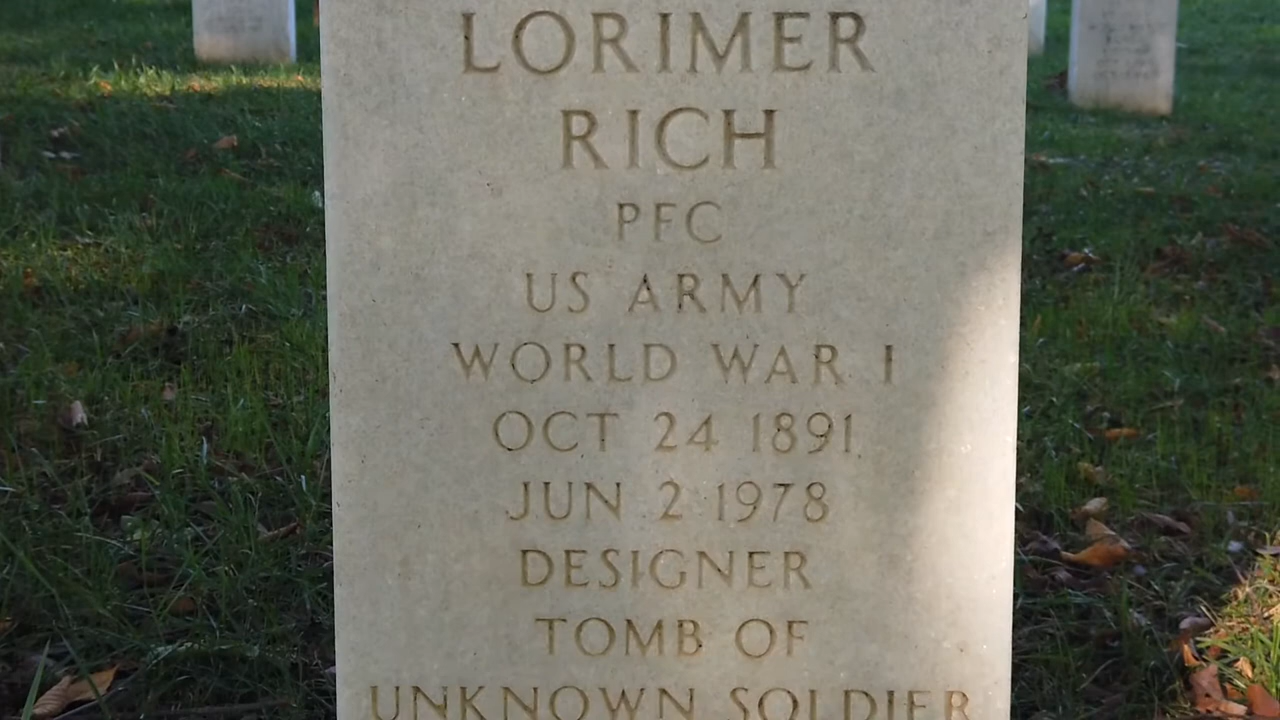 LORIMER
RICH
PFC
US ARMY
WORLD WAR I
OCT 24 1891
JUN 2 1978
DESIGNER
TOMB OF
UNKNOWN SOLDIER